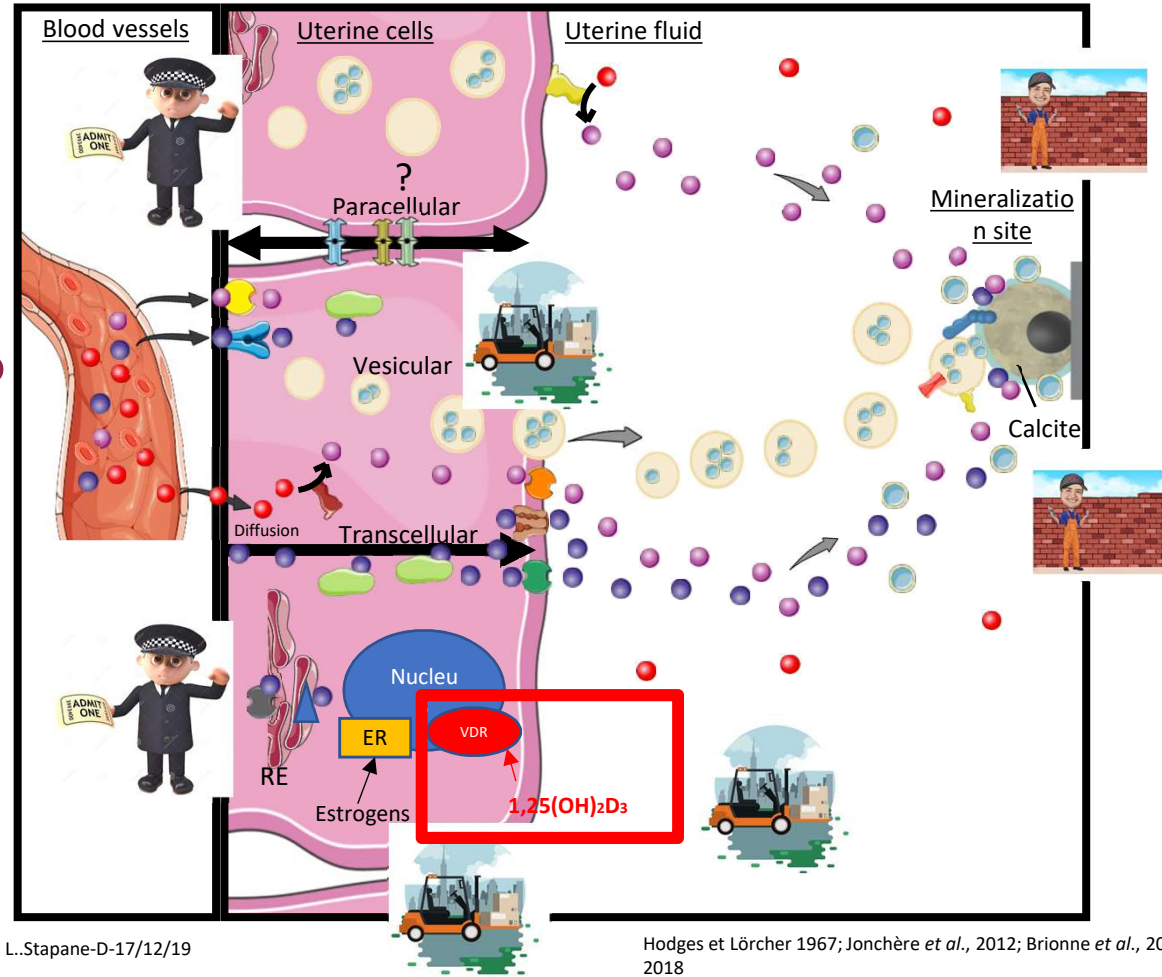 Blood vessels
Uterine cells
Uterine fluid
ADMIT
ONE
?
Paracellular
Mineralizatio
n site
Vesicular
Calcite
Diffusion
Transcellular
Nucleu
ADMIT
ONE
ER
VDR
RE
Estrogens
1,25(OH)2D3
L..Stapane-D-17/12/19
Hodges et Lörcher 1967; Jonchère et al., 2012; Brionne et al., 20
2018